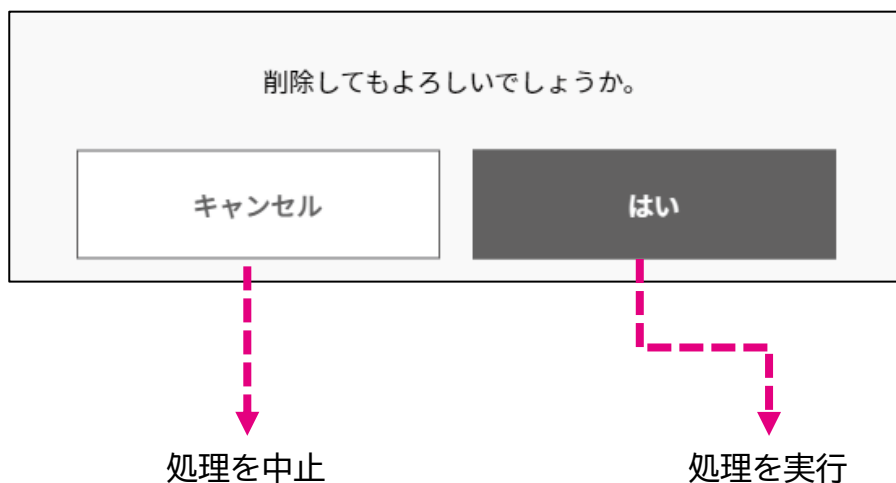 削除してもよろしいでしょうか。
キャンセル
はい
処理を中止
処理を実行